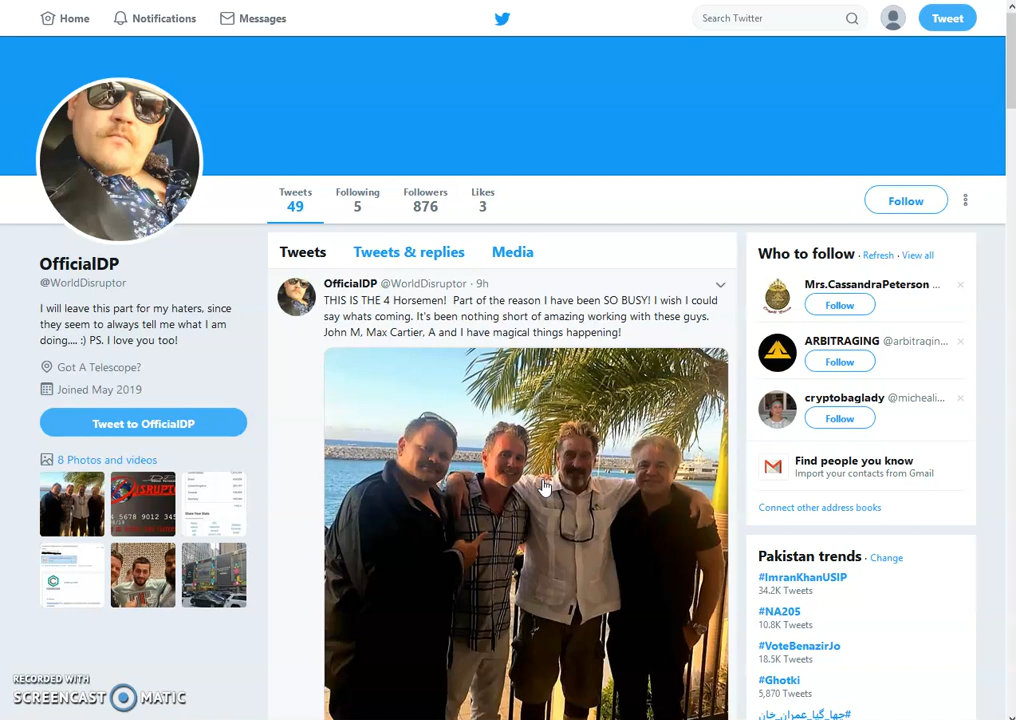 Home
Notifications
Messages
Search Twitter
Tweet
Tweets
49
Following
5
Followers
876
Likes
3
Follow
OfficialDP
@WorldDisruptor
I will leave this part for my haters, since
they seem to always tell me what I am
doing.... :) PS. I love you too!
Got A Telescope?
Joined May 2019
Tweet to OfficialDP
8 Photos and videos
DISRUPT
5678 9012 345
Tweets
Tweets & replies
Media
OfficialDP @WorldDisruptor · 9h
THIS IS THE 4 Horsemen! Part of the reason I have been SO BUSY! I wish I could
say whats coming. It's been nothing short of amazing working with these guys.
John M, Max Cartier, A and I have magical things happening!
Who to follow · Refresh · View all
Mrs.CassandraPeterson ...
Follow
ARBITRAGING @arbitragin...
Follow
cryptobaglady @micheali...
Follow
Find people you know
Import your contacts from Gmail
Connect other address books
Pakistan trends · Change
#ImranKhanUSIP
34.2K Tweets
#NA205
10.8K Tweets
#VoteBenazirJo
18.5K Tweets
#Ghotki
5,870 Tweets
#چھا_گیا_عمران_خان
RECORDED WITH
SCREENCAST MATIC